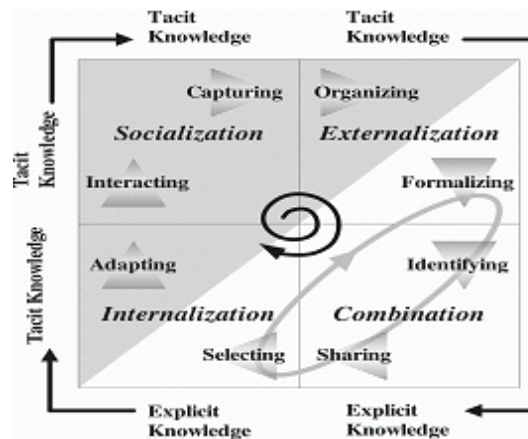 Tacit
Knowledge
Tacit
Knowledge
Capturing
Organizing
Socialization
Externalization
Tacit
Knowledge
Interacting
Formalizing
Tacit Knowledge
Adapting
Identifying
Internalization
Combination
Selecting
Sharing
Explicit
Knowledge
Explicit
Knowledge